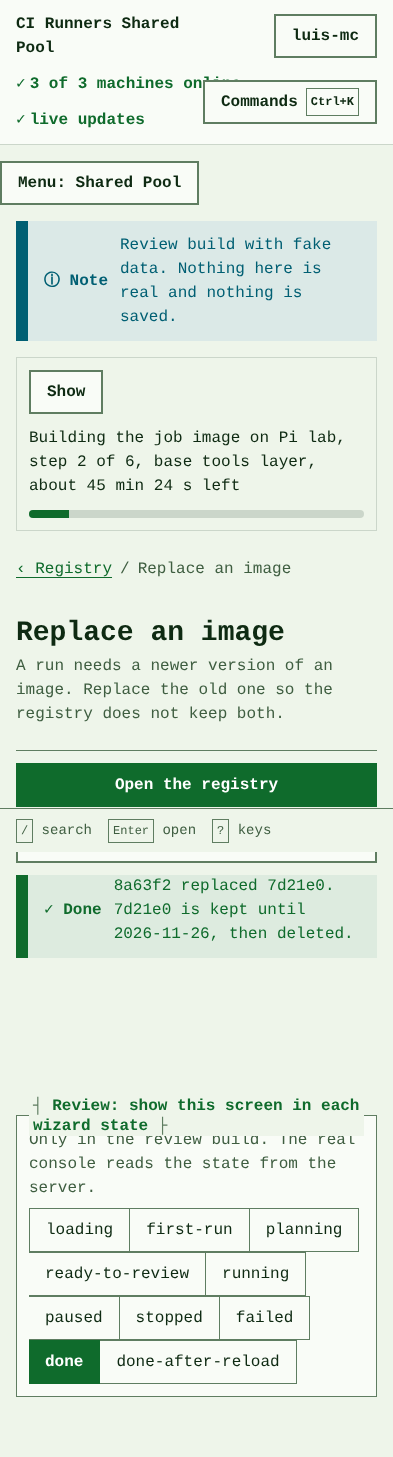 CI Runners Shared
Pool
luis-mc
✓ 3 of 3 machines online
Commands Ctrl+K
✓ live updates
Menu: Shared Pool
ⓘ Note
Review build with fake
data. Nothing here is
real and nothing is
saved.
Show
Building the job image on Pi lab,
step 2 of 6, base tools layer,
about 45 min 24 s left
‹ Registry / Replace an image
Replace an image
A run needs a newer version of an
image. Replace the old one so the
registry does not keep both.
Open the registry
/ search Enter open ? keys
✓ Done
8a63f2 replaced 7d21e0.
7d21e0 is kept until
2026-11-26, then deleted.
┤ Review: show this screen in each
wizard state ├
Only in the review build. The real
console reads the state from the
server.
loading first-run planning
ready-to-review running
paused stopped failed
done done-after-reload